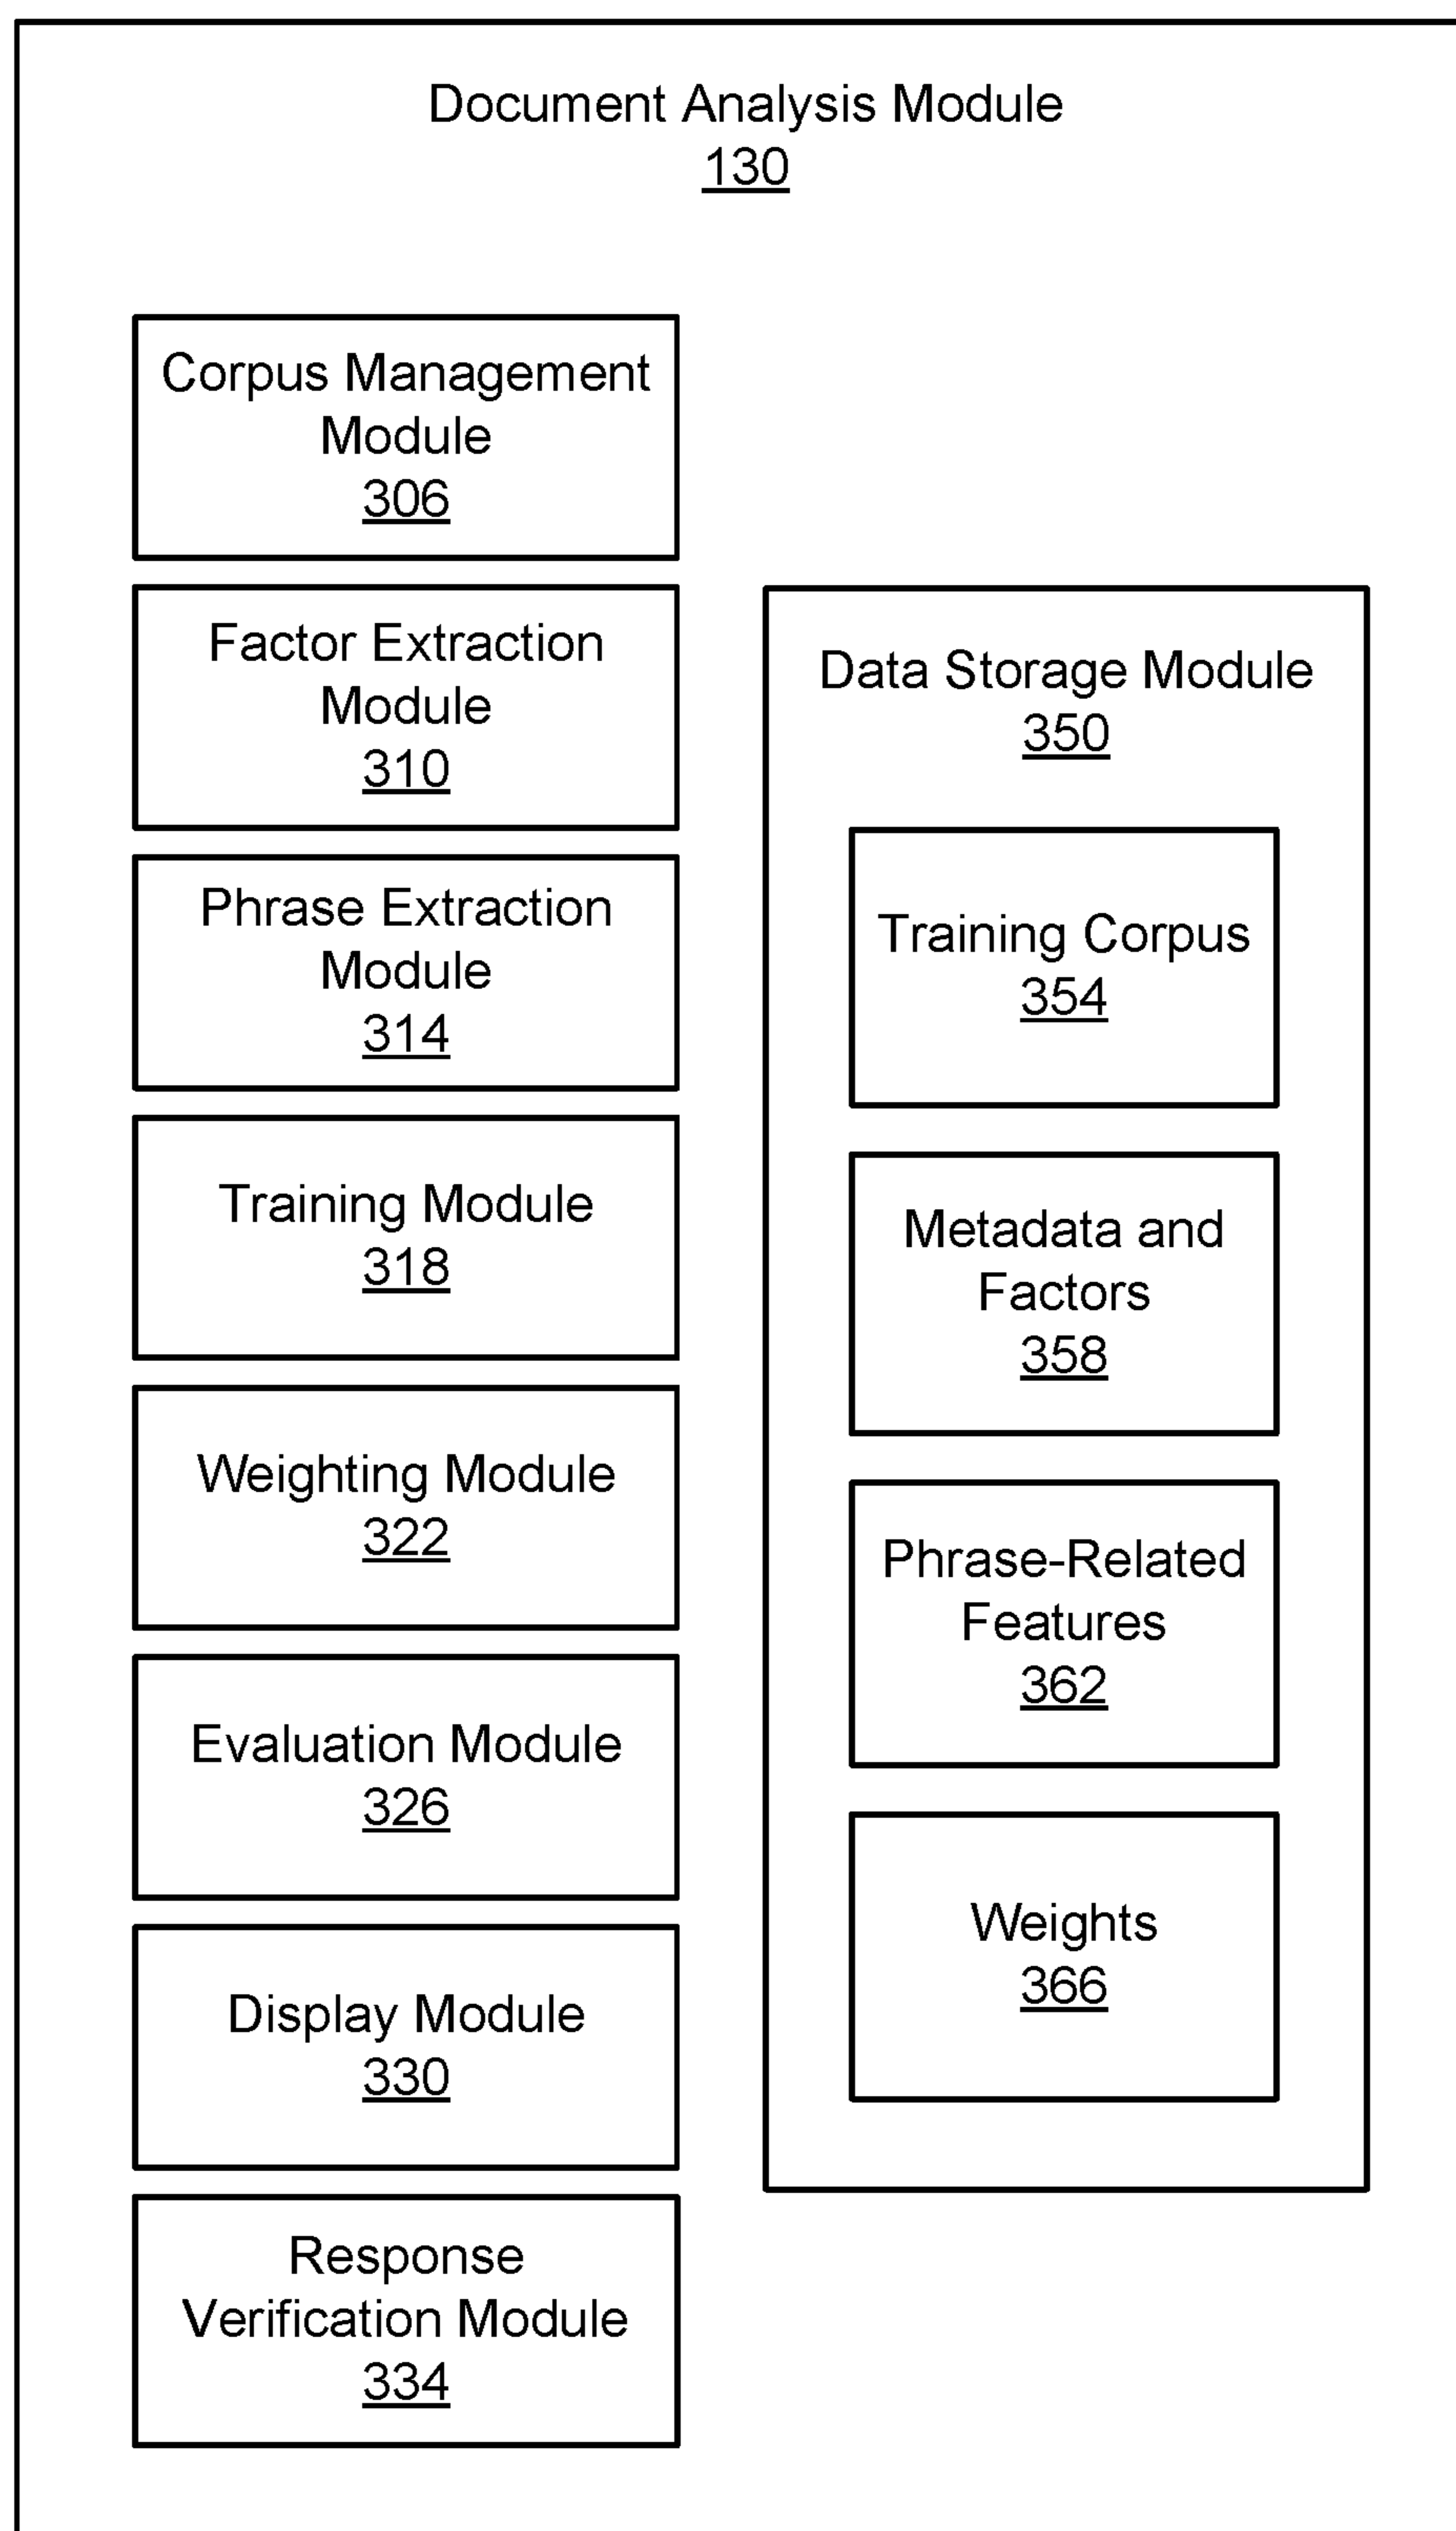 Document Analysis Module
130
Corpus Management
Module
306
Factor Extraction
Module
310
Phrase Extraction
Module
314
Training Module
318
Weighting Module
322
Evaluation Module
326
Display Module
330
Response
Verification Module
334
Data Storage Module
350
Training Corpus
354
Metadata and
Factors
358
Phrase-Related
Features
362
Weights
366